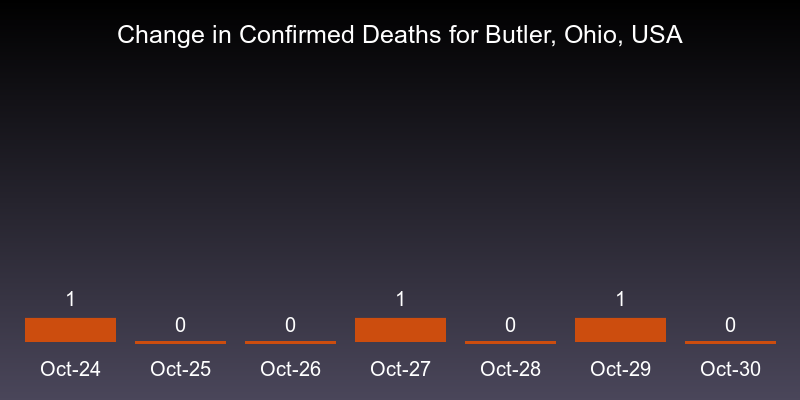 Change in Confirmed Deaths for Butler, Ohio, USA
1 0 0 1 0 1 0
Oct-24 Oct-25 Oct-26 Oct-27 Oct-28 Oct-29 Oct-30